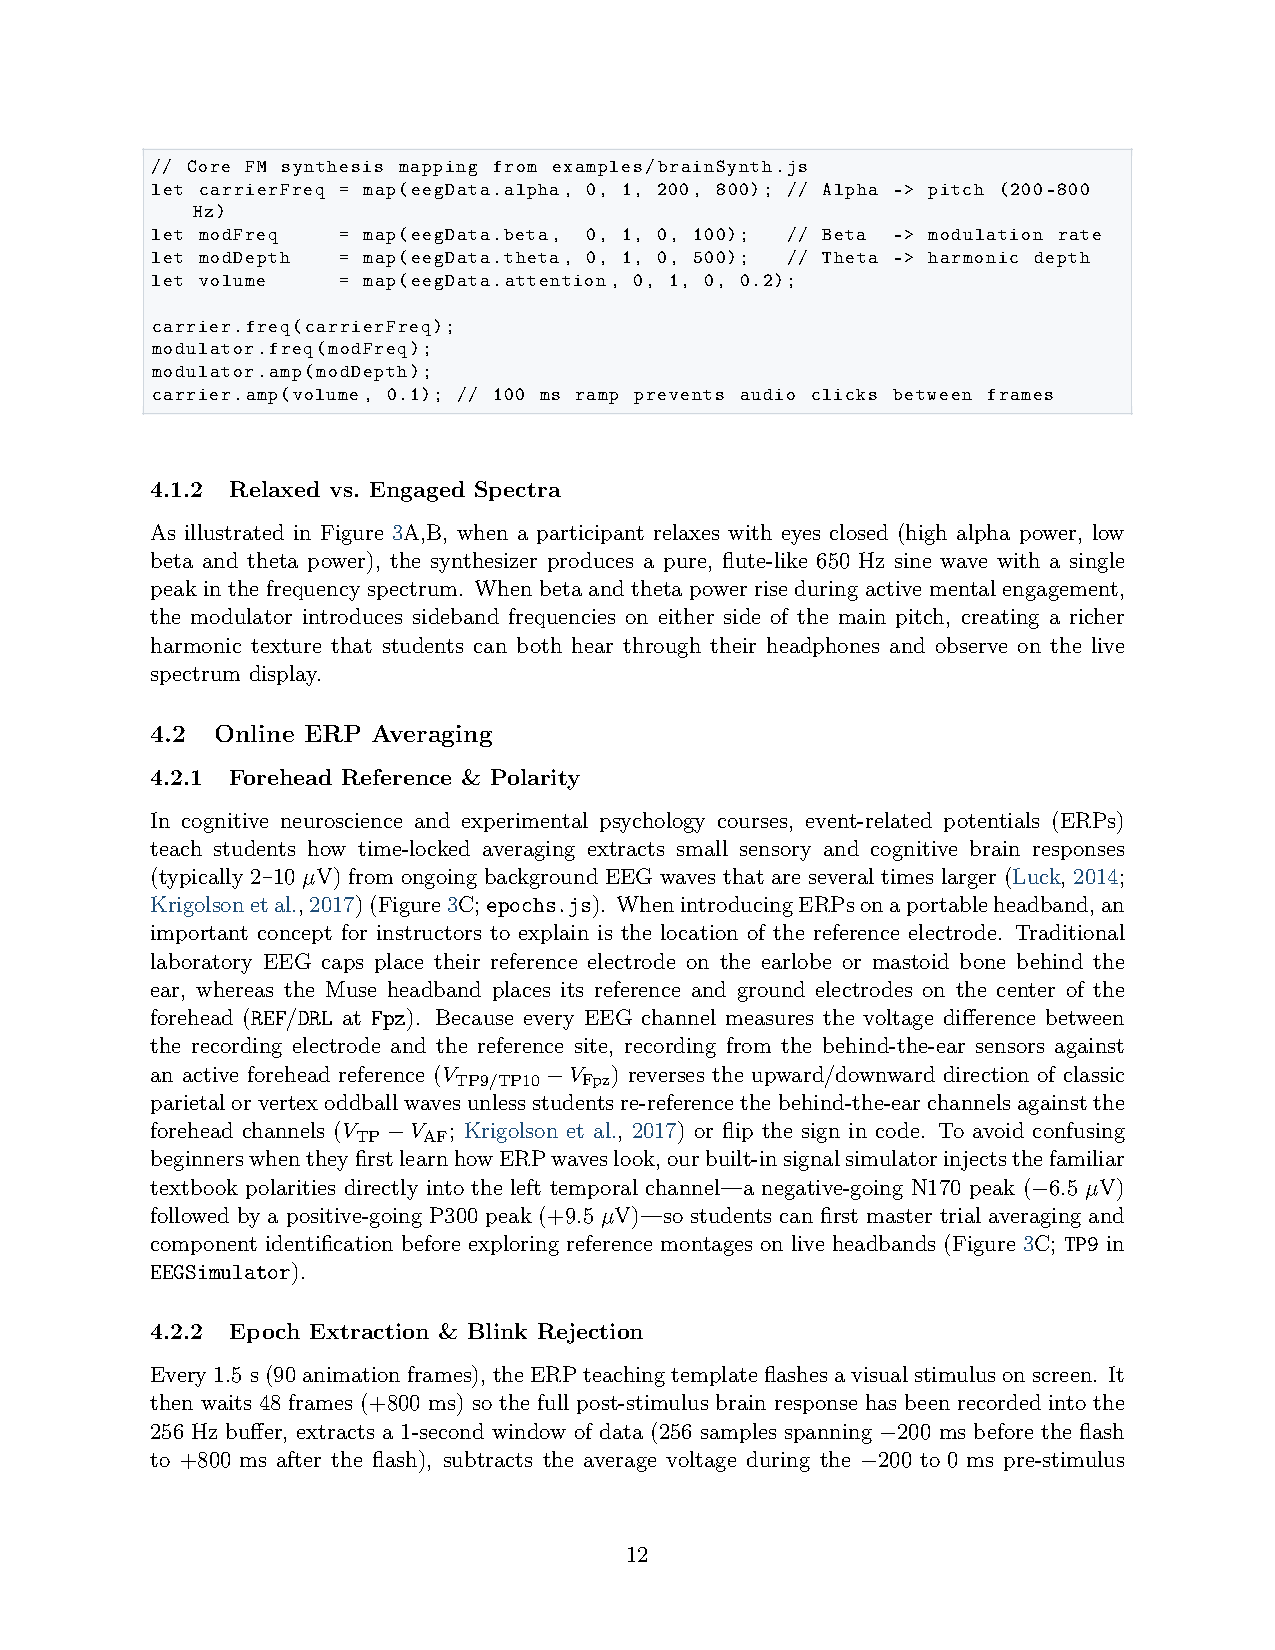 // Core FM synthesis mapping from examples/brainSynth.js
let carrierFreq = map(eegData.alpha, 0, 1, 200, 800); // Alpha -> pitch (200-800
Hz)
let modFreq     = map(eegData.beta,  0, 1, 0, 100);   // Beta  -> modulation rate
let modDepth    = map(eegData.theta, 0, 1, 0, 500);   // Theta -> harmonic depth
let volume      = map(eegData.attention, 0, 1, 0, 0.2);
carrier.freq(carrierFreq);
modulator.freq(modFreq);
modulator.amp(modDepth);
carrier.amp(volume, 0.1); // 100 ms ramp prevents audio clicks between frames
4.1.2 Relaxed vs. Engaged Spectra
As illustrated in Figure 3A,B, when a participant relaxes with eyes closed (high alpha power, low
beta and theta power), the synthesizer produces a pure, flute-like 650 Hz sine wave with a single
peak in the frequency spectrum. When beta and theta power rise during active mental engagement,
the modulator introduces sideband frequencies on either side of the main pitch, creating a richer
harmonic texture that students can both hear through their headphones and observe on the live
spectrum display.
4.2 Online ERP Averaging
4.2.1 Forehead Reference & Polarity
In cognitive neuroscience and experimental psychology courses, event-related potentials (ERPs)
teach students how time-locked averaging extracts small sensory and cognitive brain responses
(typically 2–10 μV) from ongoing background EEG waves that are several times larger (Luck, 2014;
Krigolson et al., 2017) (Figure 3C; epochs.js). When introducing ERPs on a portable headband, an
important concept for instructors to explain is the location of the reference electrode. Traditional
laboratory EEG caps place their reference electrode on the earlobe or mastoid bone behind the
ear, whereas the Muse headband places its reference and ground electrodes on the center of the
forehead (REF/DRL at Fpz). Because every EEG channel measures the voltage difference between
the recording electrode and the reference site, recording from the behind-the-ear sensors against
an active forehead reference (V_TP9/TP10 − V_Fpz) reverses the upward/downward direction of classic
parietal or vertex oddball waves unless students re-reference the behind-the-ear channels against the
forehead channels (V_TP − V_AF; Krigolson et al., 2017) or flip the sign in code. To avoid confusing
beginners when they first learn how ERP waves look, our built-in signal simulator injects the familiar
textbook polarities directly into the left temporal channel—a negative-going N170 peak (−6.5 μV)
followed by a positive-going P300 peak (+9.5 μV)—so students can first master trial averaging and
component identification before exploring reference montages on live headbands (Figure 3C; TP9 in
EEGSimulator).
4.2.2 Epoch Extraction & Blink Rejection
Every 1.5 s (90 animation frames), the ERP teaching template flashes a visual stimulus on screen. It
then waits 48 frames (+800 ms) so the full post-stimulus brain response has been recorded into the
256 Hz buffer, extracts a 1-second window of data (256 samples spanning −200 ms before the flash
to +800 ms after the flash), subtracts the average voltage during the −200 to 0 ms pre-stimulus
12